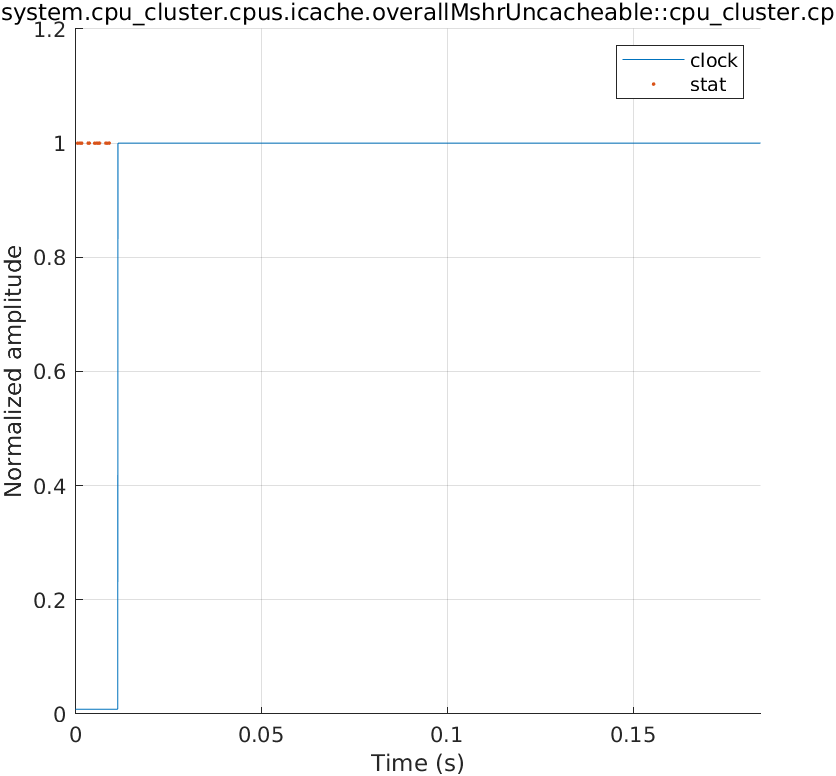 system.cpu_cluster.cpus.icache.overallMshrUncacheable::cpu_cluster.cp
1.2
clock
stat
1
0.8
Normalized amplitude
0.6
0.4
0.2
0
0
0.05
0.1
0.15
Time (s)